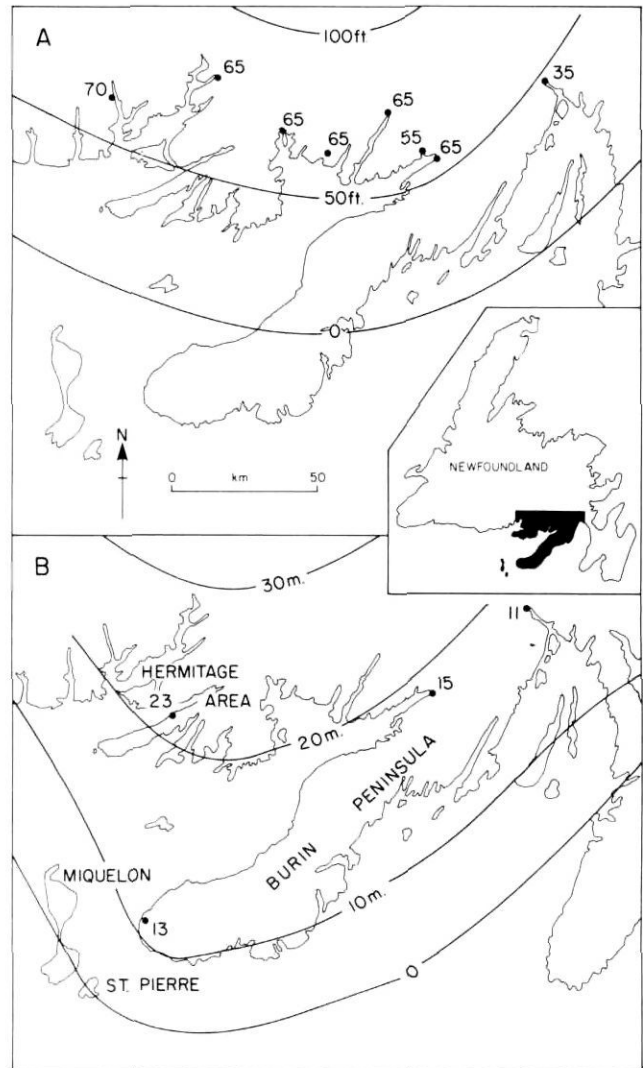 A
100ft.
65
70
35
65
65
65
55
65
50ft.
0
N
0 km 50
NEWFOUNDLAND
B
30m.
11
HERMITAGE
23 AREA
15
20m.
BURIN PENINSULA
MIQUELON
10m.
13
0
ST. PIERRE